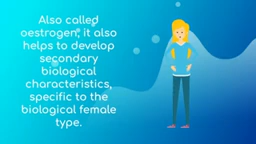 Also called
oestrogen, it also
helps to develop
secondary
biological
characteristics,
specific to the
biological female
type.